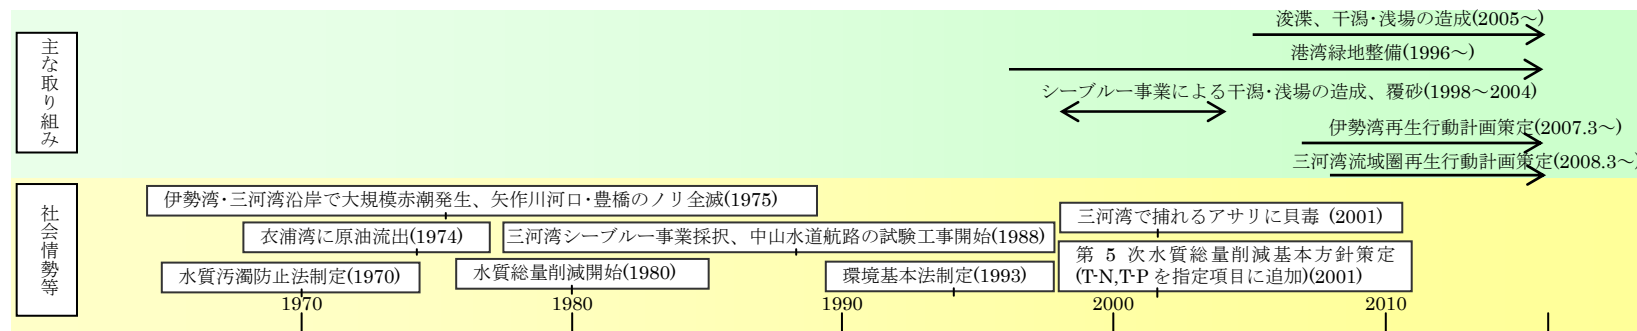 主な取り組み
浚渫、干潟･浅場の造成(2005～)
港湾緑地整備(1996～)
シーブルー事業による干潟･浅場の造成、覆砂(1998～2004)
伊勢湾再生行動計画策定(2007.3～)
三河湾流域圏再生行動計画策定(2008.3～)
社会情勢等
伊勢湾･三河湾沿岸で大規模赤潮発生、矢作川河口･豊橋のノリ全滅(1975)
三河湾で捕れるアサリに貝毒 (2001)
衣浦湾に原油流出(1974)
三河湾シーブルー事業採択、中山水道航路の試験工事開始(1988)
第 5 次水質総量削減基本方針策定
(T-N,T-P を指定項目に追加)(2001)
水質汚濁防止法制定(1970)
水質総量削減開始(1980)
環境基本法制定(1993)
1970
1980
1990
2000
2010